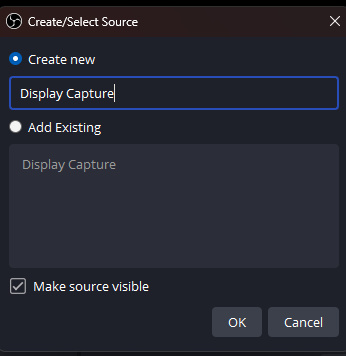 Create/Select Source
Create new
Display Capture
Add Existing
Display Capture
Make source visible
OK
Cancel